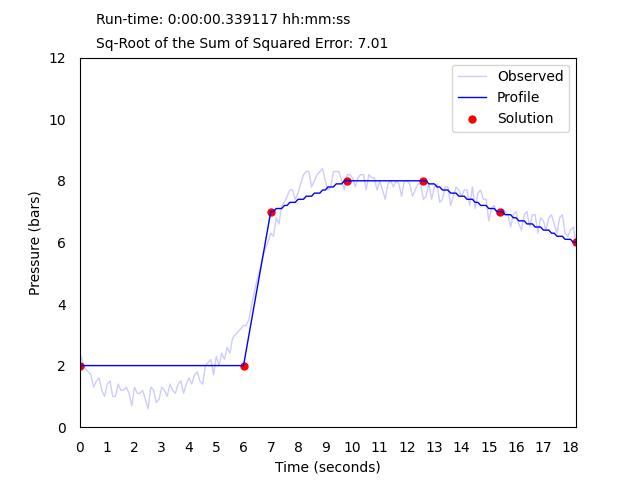 Run-time: 0:00:00.339117 hh:mm:ss
Sq-Root of the Sum of Squared Error: 7.01
Observed
Profile
Solution
12
10
8
6
4
2
0
Pressure (bars)
0 1 2 3 4 5 6 7 8 9 10 11 12 13 14 15 16 17 18
Time (seconds)